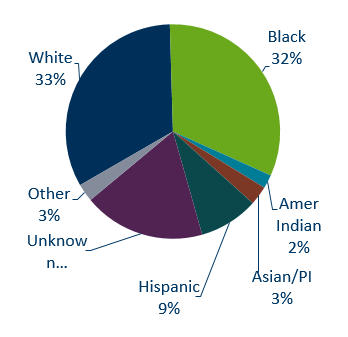 Black
32%
White
33%
Other
3%
Unknow
n...
Hispanic
9%
Asian/PI
3%
Amer
Indian
2%